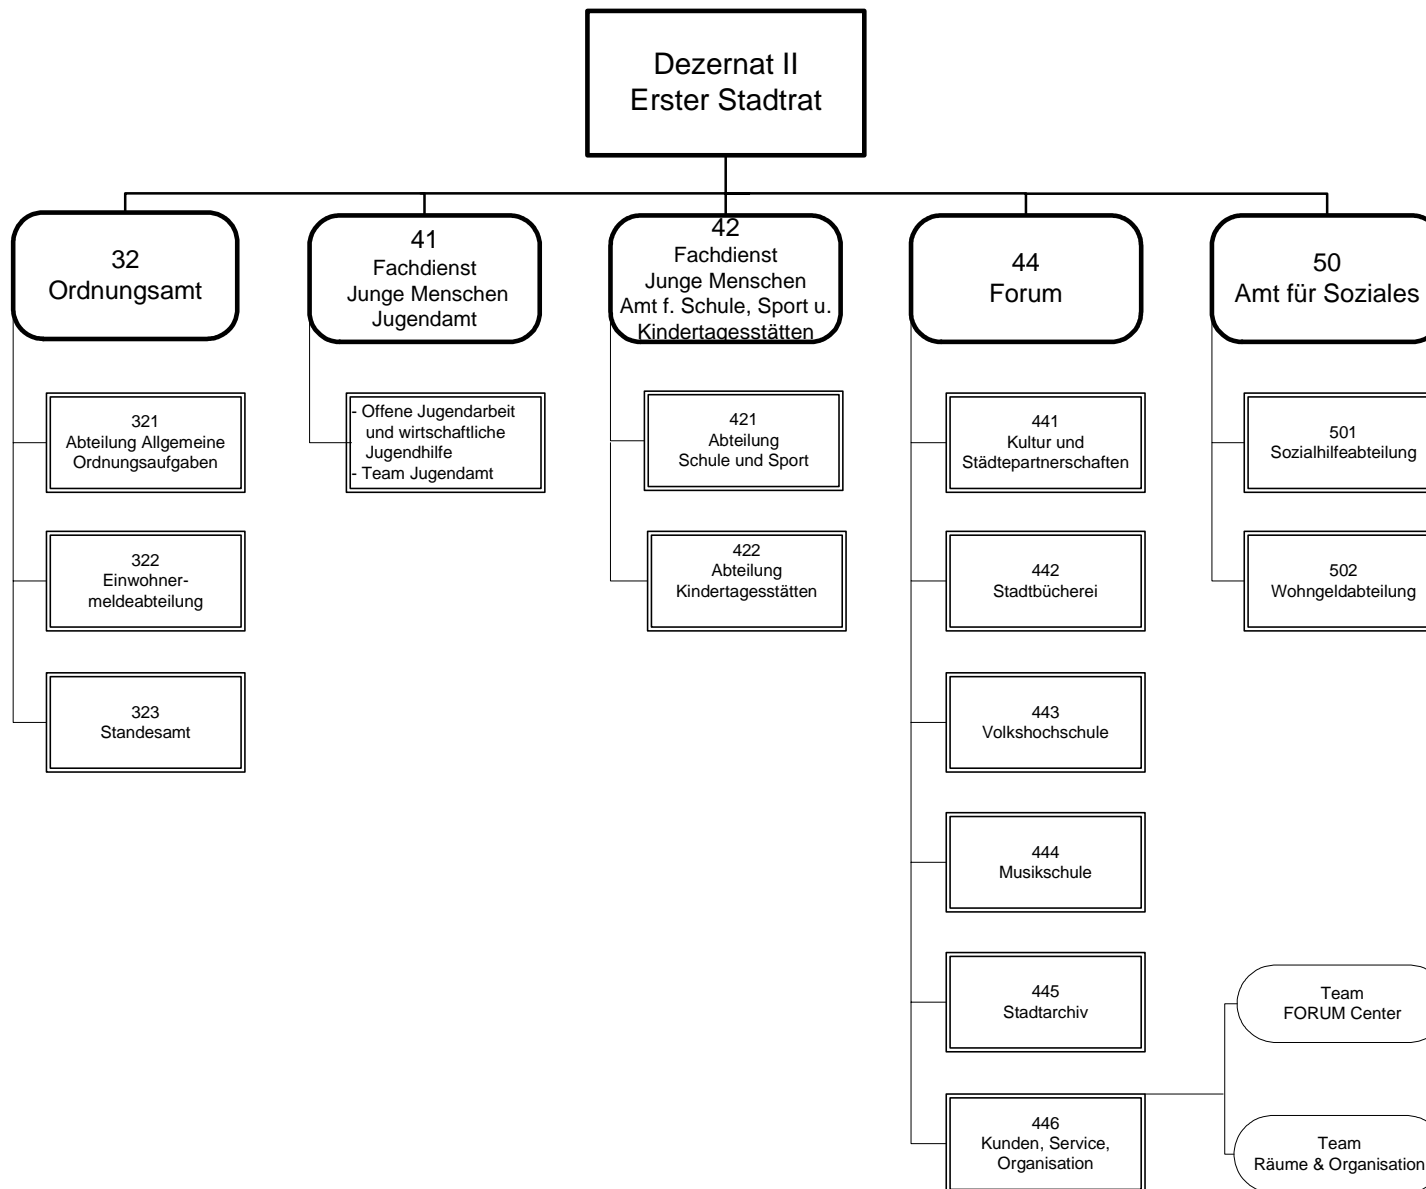 Dezernat II
Erster Stadtrat
32
Ordnungsamt
41
Fachdienst
Junge Menschen
Jugendamt
42
Fachdienst
Junge Menschen
Amt f. Schule, Sport u.
Kindertagesstätten
44
Forum
50
Amt für Soziales
321
Abteilung Allgemeine
Ordnungsaufgaben
322
Einwohner-
meldeabteilung
323
Standesamt
- Offene Jugendarbeit
und wirtschaftliche
Jugendhilfe
- Team Jugendamt
421
Abteilung
Schule und Sport
422
Abteilung
Kindertagesstätten
441
Kultur und
Städtepartnerschaften
442
Stadtbücherei
443
Volkshochschule
444
Musikschule
445
Stadtarchiv
446
Kunden, Service,
Organisation
501
Sozialhilfeabteilung
502
Wohngeldabteilung
Team
FORUM Center
Team
Räume & Organisation